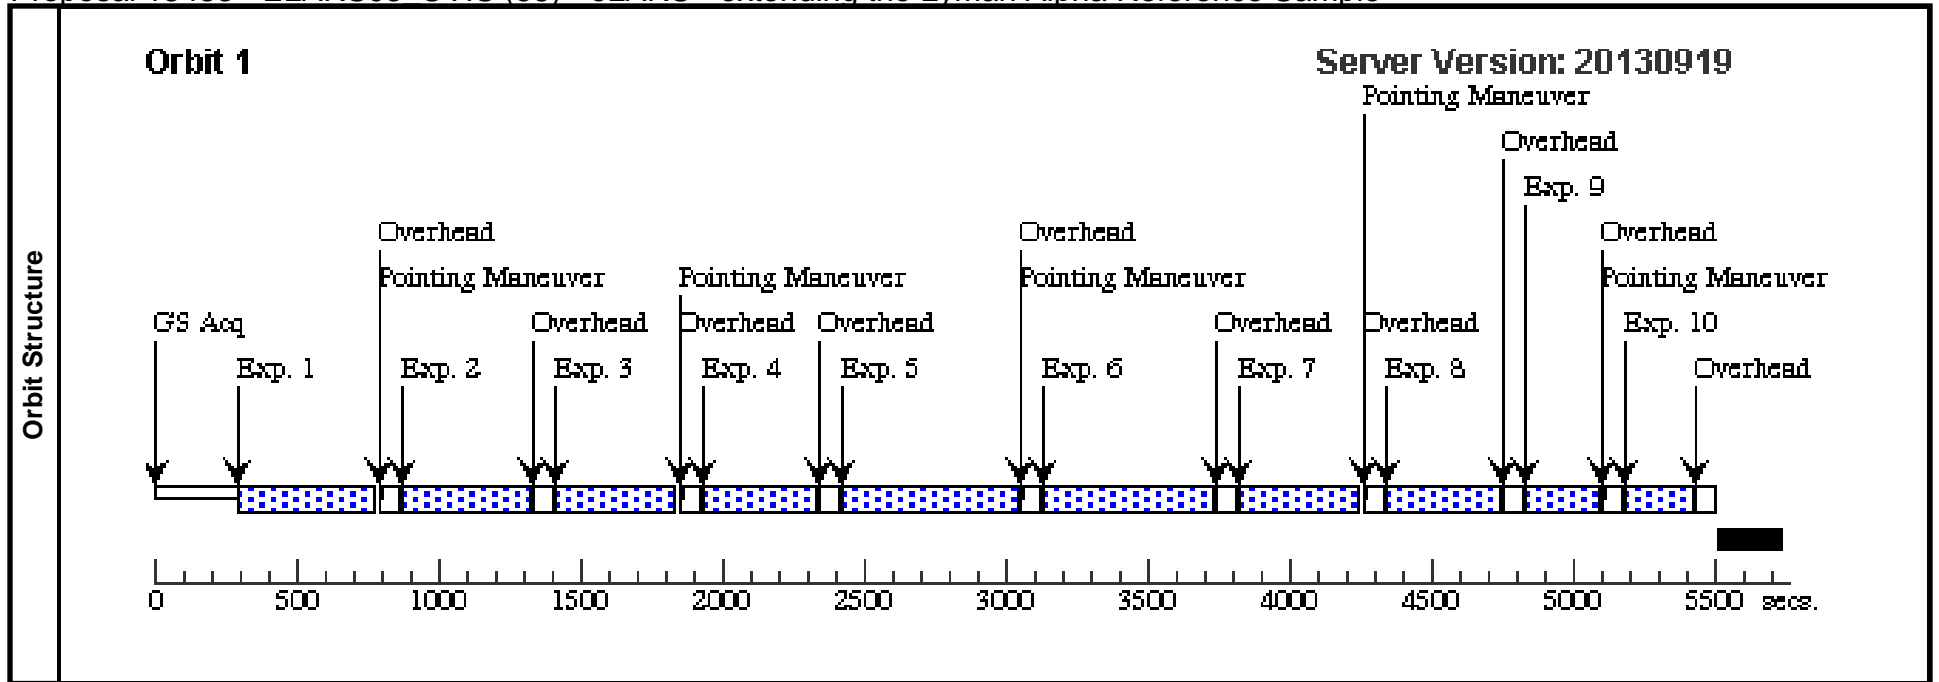 Orbit Structure
Orbit 1
Server Version: 20130919
Pointing Maneuver
Overhead
Exp. 9
Overhead
Overhead
Overhead
Pointing Maneuver
Pointing Maneuver
Pointing Maneuver
Pointing Maneuver
GS Acq
Overhead
Overhead
Overhead
Overhead
Overhead
Exp. 10
Exp. 1
Exp. 2
Exp. 3
Exp. 4
Exp. 5
Exp. 6
Exp. 7
Exp. 8
Overhead
0 500 1000 1500 2000 2500 3000 3500 4000 4500 5000 5500 secs.